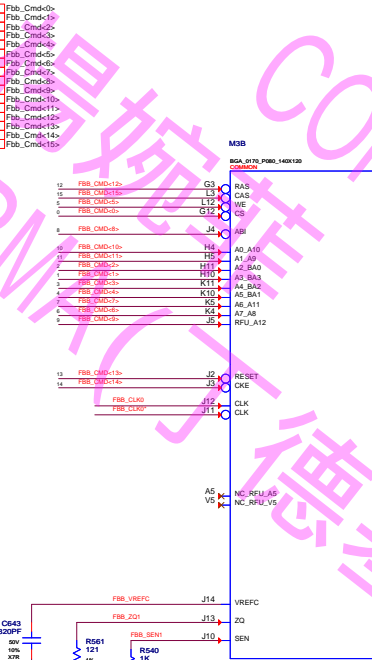 Fbb_Cmd<0>
Fbb_Cmd<1>
Fbb_Cmd<2>
Fbb_Cmd<3>
Fbb_Cmd<4>
Fbb_Cmd<5>
Fbb_Cmd<6>
Fbb_Cmd<7>
Fbb_Cmd<8>
Fbb_Cmd<9>
Fbb_Cmd<10>
Fbb_Cmd<11>
Fbb_Cmd<12>
Fbb_Cmd<13>
Fbb_Cmd<14>
Fbb_Cmd<15>
M3B
BGA_0170_P080_140X120
COMMON
12 FBB_CMD<12> G3 RAS
15 FBB_CMD<15> L3 CAS
5 FBB_CMD<5> L12 WE
0 FBB_CMD<0> G12 CS
8 FBB_CMD<8> J4 ABI
10 FBB_CMD<10> H4 A0_A10
11 FBB_CMD<11> H5 A1_A9
2 FBB_CMD<2> H11 A2_BA0
1 FBB_CMD<1> H10 A3_BA3
3 FBB_CMD<3> K11 A4_BA2
4 FBB_CMD<4> K10 A5_BA1
7 FBB_CMD<7> K5 A6_A11
6 FBB_CMD<6> K4 A7_A8
9 FBB_CMD<9> J5 RFU_A12
13 FBB_CMD<13> J2 RESET
14 FBB_CMD<14> J3 CKE
FBB_CLK0 J12 CLK
FBB_CLK0* J11 CLK
A5 NC_RFU_A5
V5 NC_RFU_V5
FBB_VREFC J14 VREFC
FBB_ZQ1 J13 ZQ
FBB_SEN1 J10 SEN
C643
820PF
50V
10%
X7R
R561
121
R540
1K